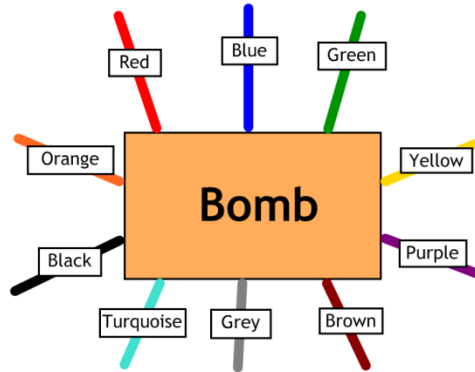 Blue
Red
Green
Orange
Yellow
Bomb
Black
Purple
Turquoise
Grey
Brown